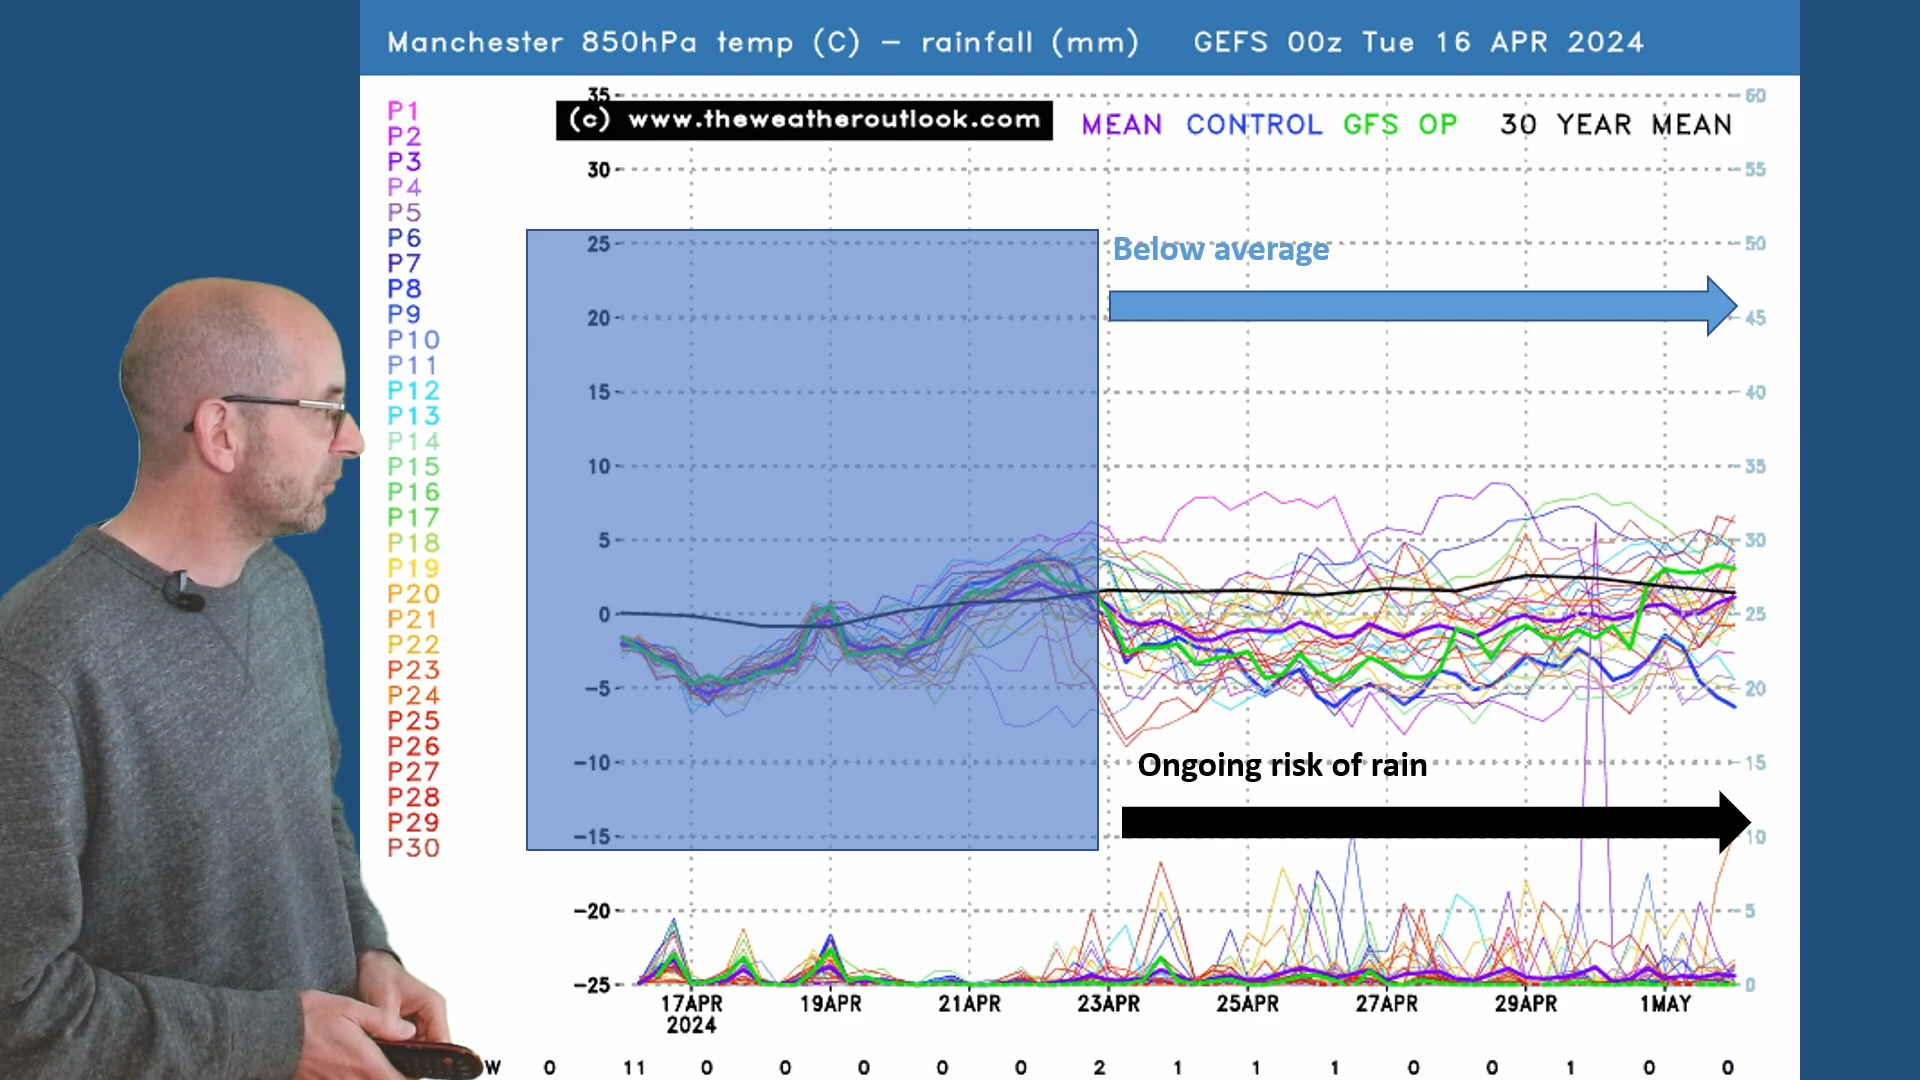 Manchester 850hPa temp (C) – rainfall (mm) GEFS 00z Tue 16 APR 2024
(c) www.theweatheroutlook.com
MEAN CONTROL GFS OP 30 YEAR MEAN
P1
P2
P3
P4
P5
P6
P7
P8
P9
P10
P11
P12
P13
P14
P15
P16
P17
P18
P19
P20
P21
P22
P23
P24
P25
P26
P27
P28
P29
P30
35
30
25
20
15
10
5
0
−5
−10
−15
−20
−25
Below average
Ongoing risk of rain
60
55
50
45
40
35
30
25
20
15
10
5
0
17APR 19APR 21APR 23APR 25APR 27APR 29APR 1MAY
2024
W 0 11 0 0 0 0 0 2 1 1 1 0 0 1 0 0